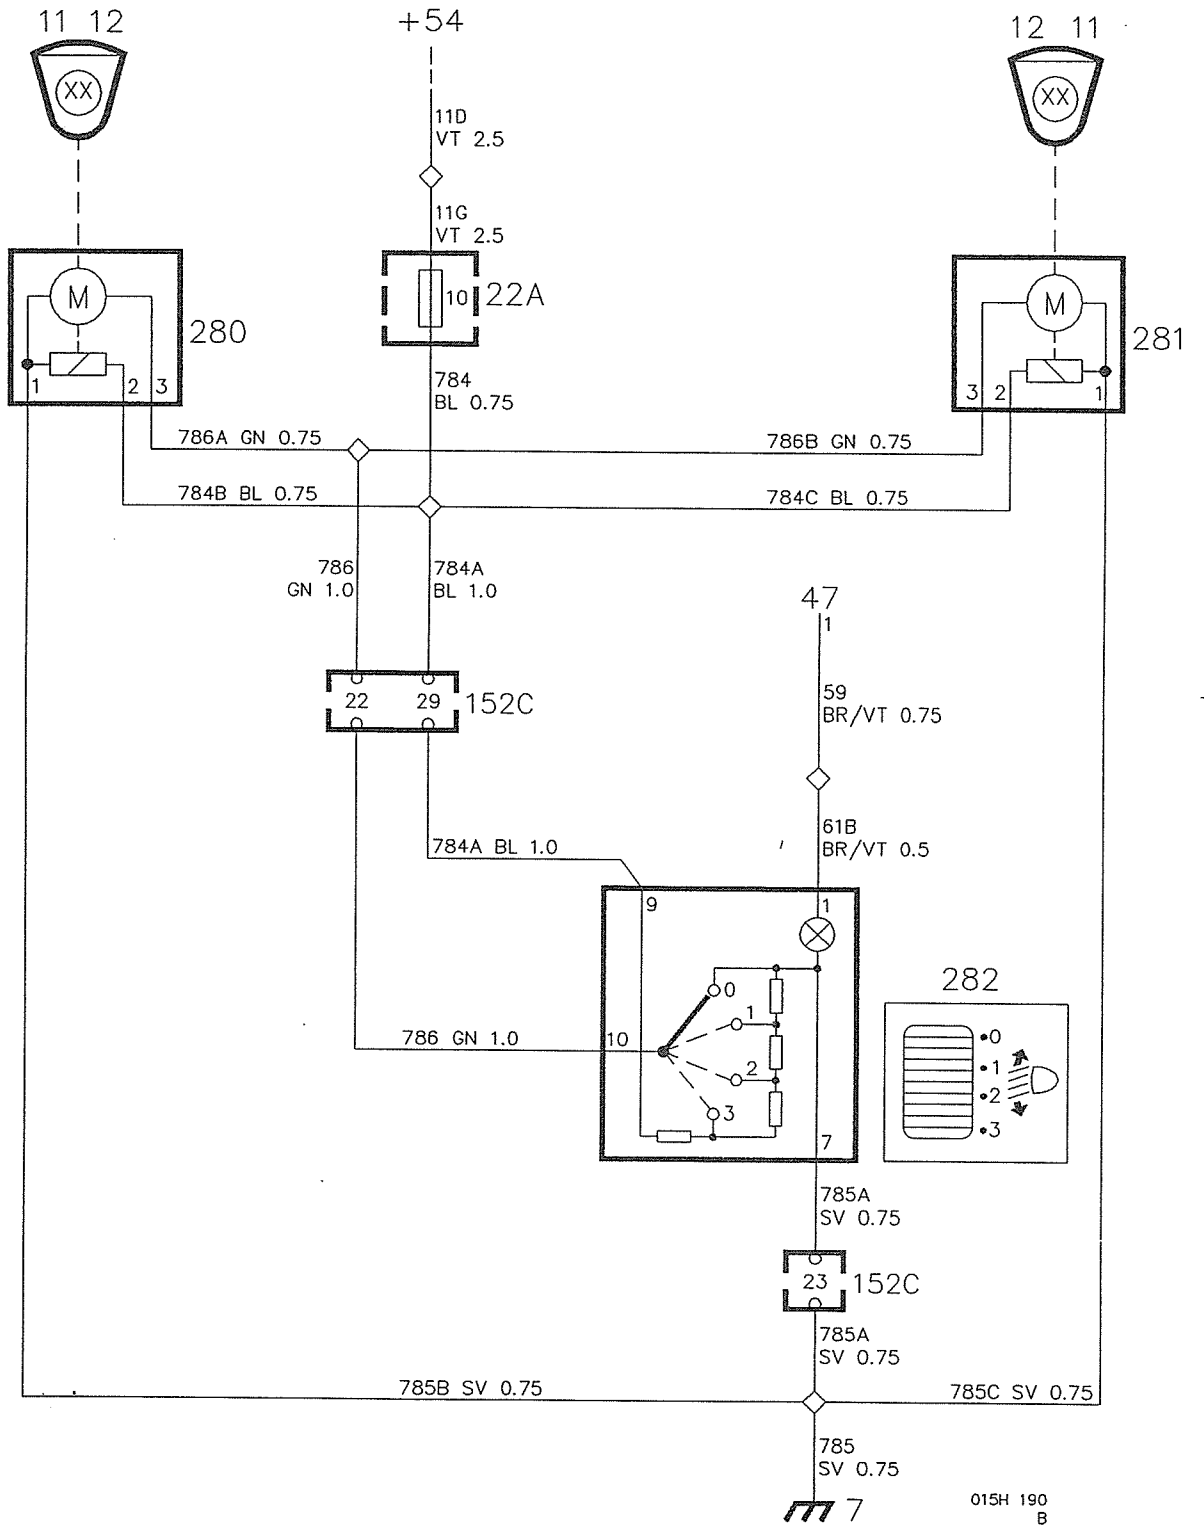 11 12
+54
12 11
XX
XX
11D
VT 2.5
11G
VT 2.5
M
10
22A
M
280
281
1
2
3
784
BL 0.75
3
2
1
786A GN 0.75
786B GN 0.75
784B BL 0.75
784C BL 0.75
786
GN 1.0
784A
BL 1.0
47
1
22
29
152C
59
BR/VT 0.75
784A BL 1.0
61B
BR/VT 0.5
9
1
282
0
786 GN 1.0
10
1
2
3
7
0
1
2
3
785A
SV 0.75
23
152C
785A
SV 0.75
785B SV 0.75
785C SV 0.75
785
SV 0.75
7
015H 190
B